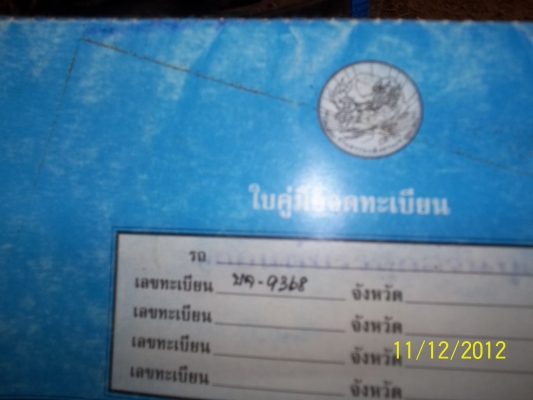 ใบคู่มือจดทะเบียน
รถ
เลขทะเบียน -9368 จังหวัด
เลขทะเบียน จังหวัด
เลขทะเบียน จังหวัด
เลขทะเบียน จังหวัด
11/12/2012